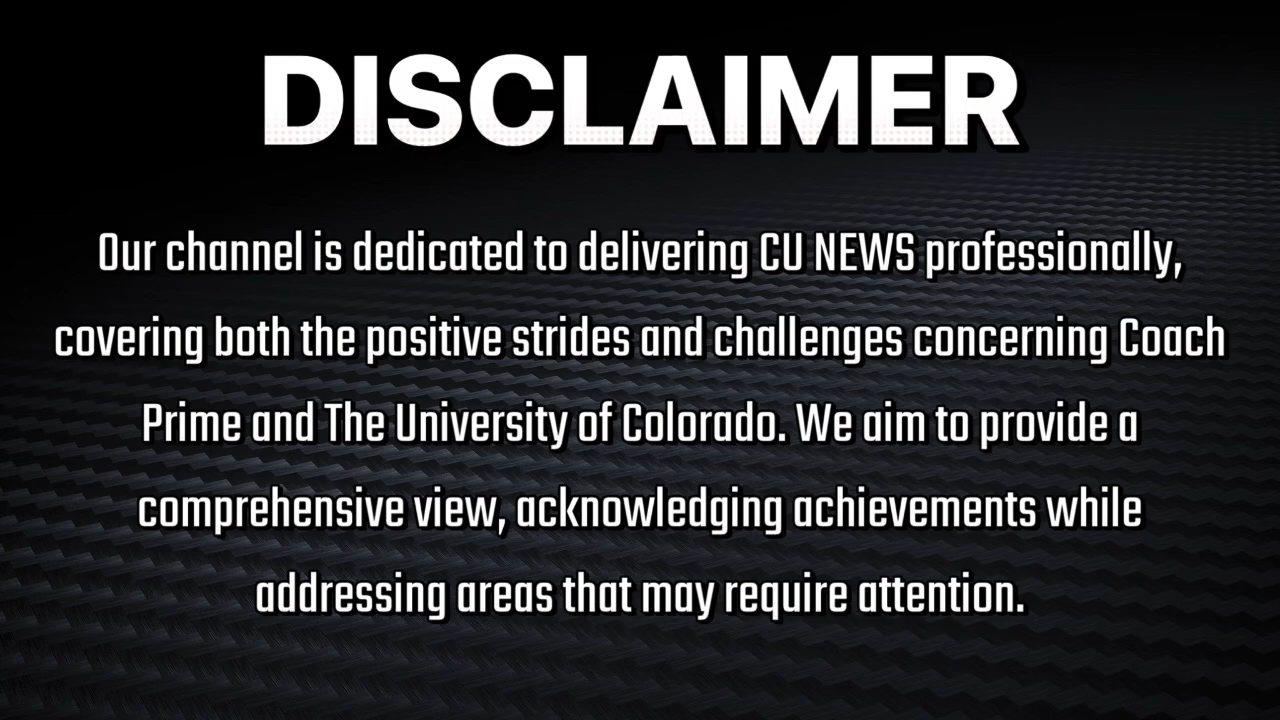 DISCLAIMER
Our channel is dedicated to delivering CU NEWS professionally,
covering both the positive strides and challenges concerning Coach
Prime and The University of Colorado. We aim to provide a
comprehensive view, acknowledging achievements while
addressing areas that may require attention.